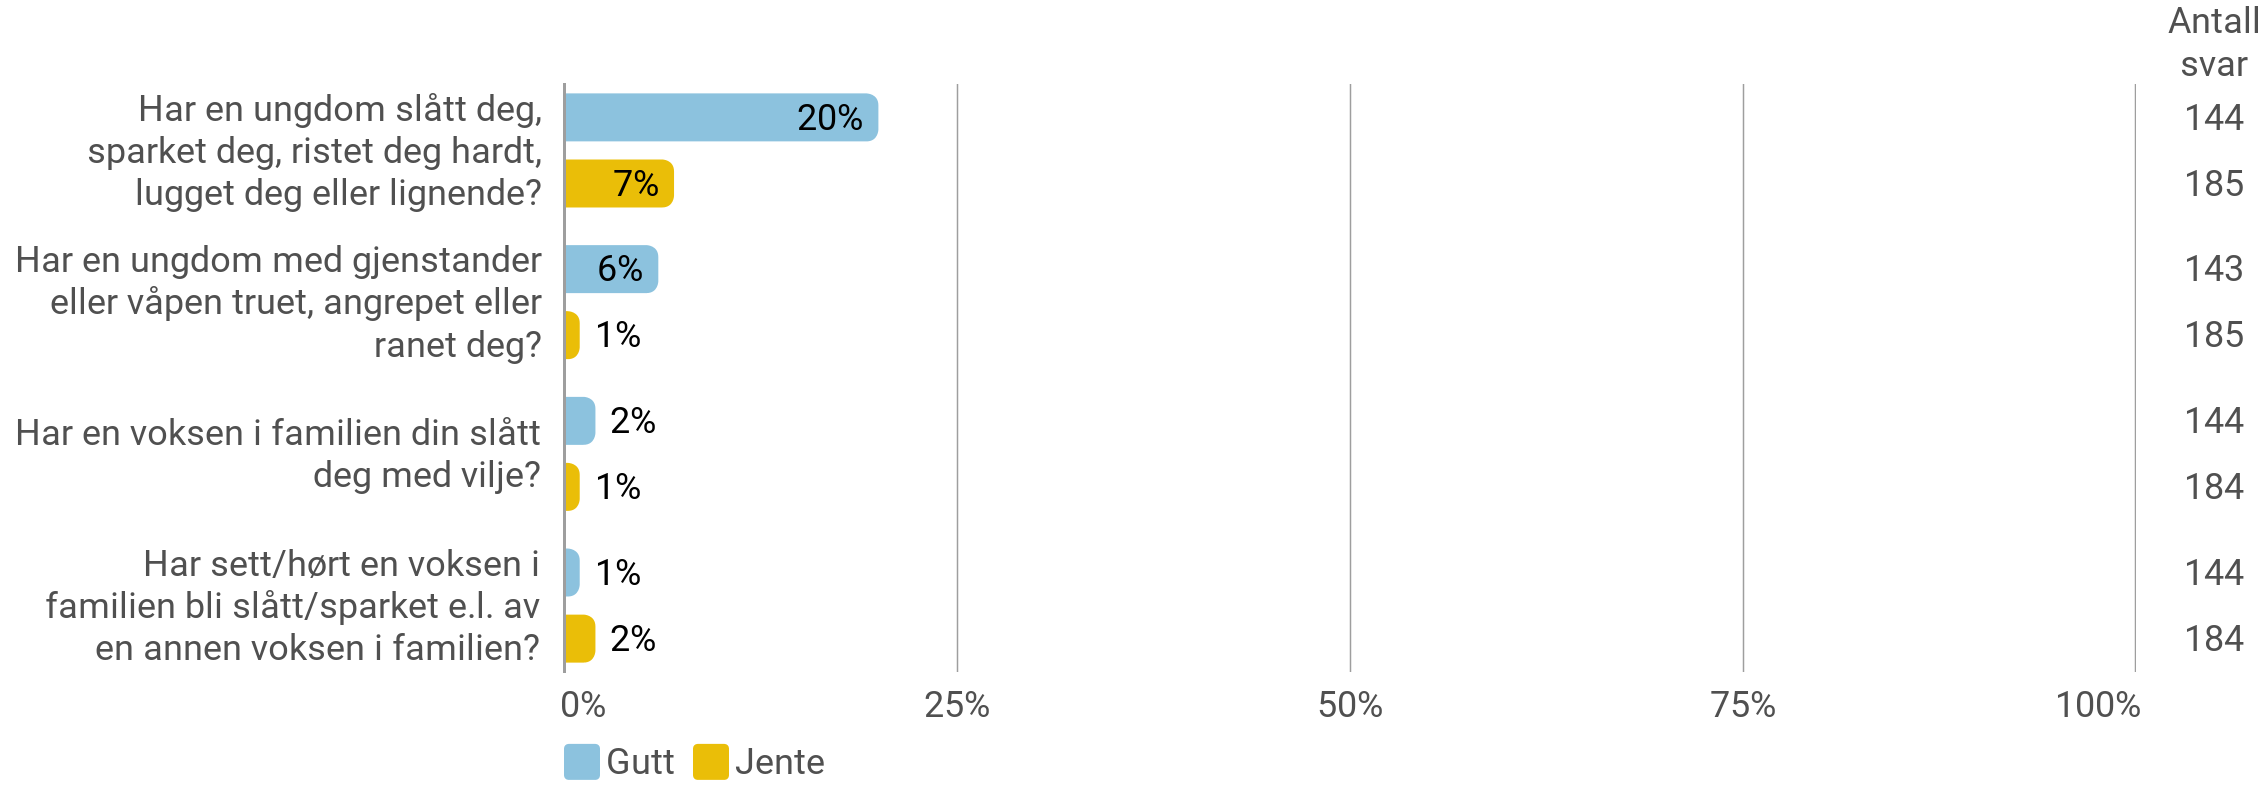 Antall
svar
Har en ungdom slått deg,
sparket deg, ristet deg hardt,
lugget deg eller lignende?
20%
144
7%
185
Har en ungdom med gjenstander
eller våpen truet, angrepet eller
ranet deg?
6%
143
1%
185
Har en voksen i familien din slått
deg med vilje?
2%
144
1%
184
Har sett/hørt en voksen i
familien bli slått/sparket e.l. av
en annen voksen i familien?
1%
144
2%
184
0% 25% 50% 75% 100%
Gutt Jente